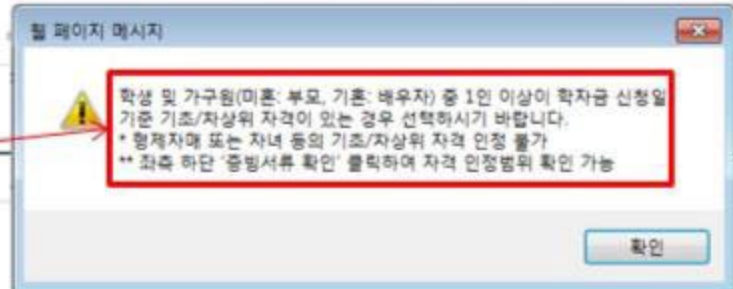 웹 페이지 메시지
학생 및 가구원(미혼: 부모, 기혼: 배우자) 중 1인 이상이 학자금 신청일
기준 기초/차상위 자격이 있는 경우 선택하시기 바랍니다.
* 형제자매 또는 자녀 등의 기초/차상위 자격 인정 불가
** 좌측 하단 '증빙서류 확인' 클릭하여 자격 인정범위 확인 가능
확인